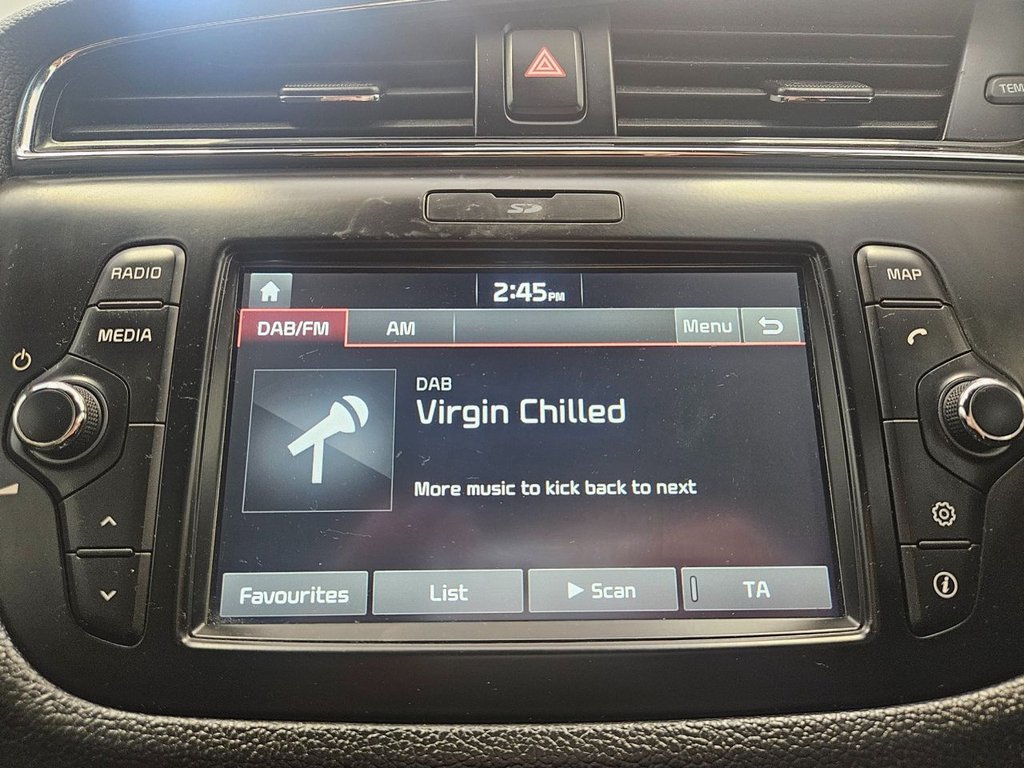 TEM
SD
RADIO
MAP
MEDIA
2:45PM
DAB/FM
AM
Menu
DAB
Virgin Chilled
More music to kick back to next
Favourites
List
Scan
TA